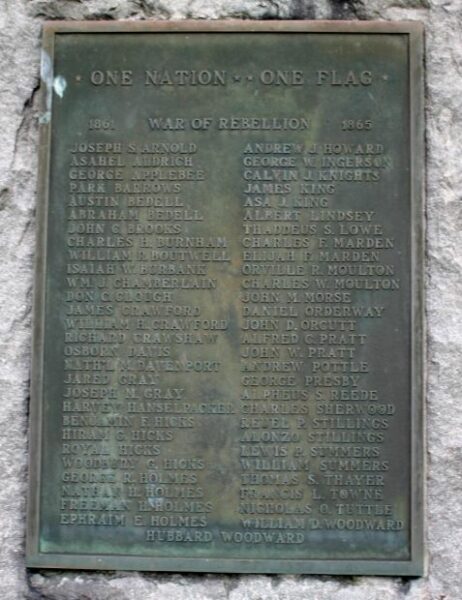 ONE NATION ★★ ONE FLAG
1861 WAR OF REBELLION 1865
JOSEPH S. ARNOLD
ASAHEL ALDRICH
GEORGE APPLEBEE
PARK BARROWS
AUSTIN BEDELL
ABRAHAM BEDELL
JOHN C. BROOKS
CHARLES H. BURNHAM
WILLIAM P. BOUTWELL
ISAIAH W. BURBANK
WM. J. CHAMBERLAIN
DON C. CLOUGH
JAMES CRAWFORD
WILLIAM H. CRAWFORD
RICHARD CRAWSHAW
OSBORN DAVIS
NATH'L N. DAVENPORT
JARED GRAY
JOSEPH M. GRAY
HARVEY HANSELPACKER
BENJAMIN F. HICKS
HIRAM C. HICKS
ROYAL HICKS
WOODBURY G. HICKS
GEORGE R. HOLMES
NATHAN H. HOLMES
FREEMAN H. HOLMES
EPHRAIM E. HOLMES
ANDREW J. HOWARD
GEORGE W. INGERSON
CALVIN J. KNIGHTS
JAMES KING
ASA J. KING
ALBERT LINDSEY
THADDEUS S. LOWE
CHARLES F. MARDEN
ELIJAH F. MARDEN
ORVILLE R. MOULTON
CHARLES W. MOULTON
JOHN M. MORSE
DANIEL ORDERWAY
JOHN D. ORCUTT
ALFRED C. PRATT
JOHN W. PRATT
ANDREW POTTLE
GEORGE PRESBY
ALPHEUS S. REEDE
CHARLES SHERWOOD
P. STILLINGS
ALONZO STILLINGS
LEWIS P. SUMMERS
WILLIAM SUMMERS
THOMAS S. THAYER
FRANCIS L. TOWNE
NICHOLAS O. TUTTLE
WILLIAM D. WOODWARD
HUBBARD WOODWARD